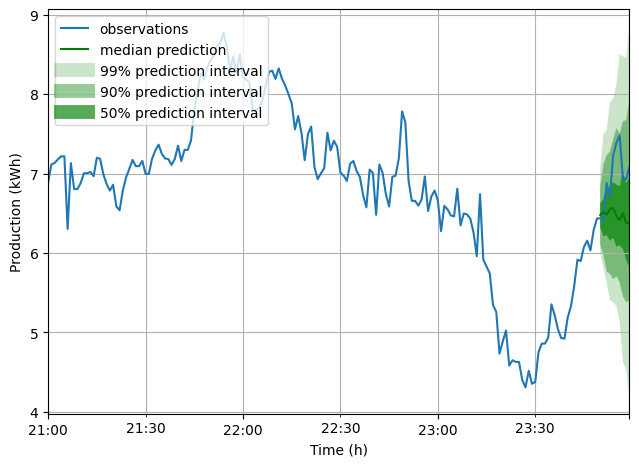 observations
median prediction
99% prediction interval
90% prediction interval
50% prediction interval
9
8
7
6
5
4
Production (kWh)
21:00
21:30
22:00
22:30
23:00
23:30
Time (h)